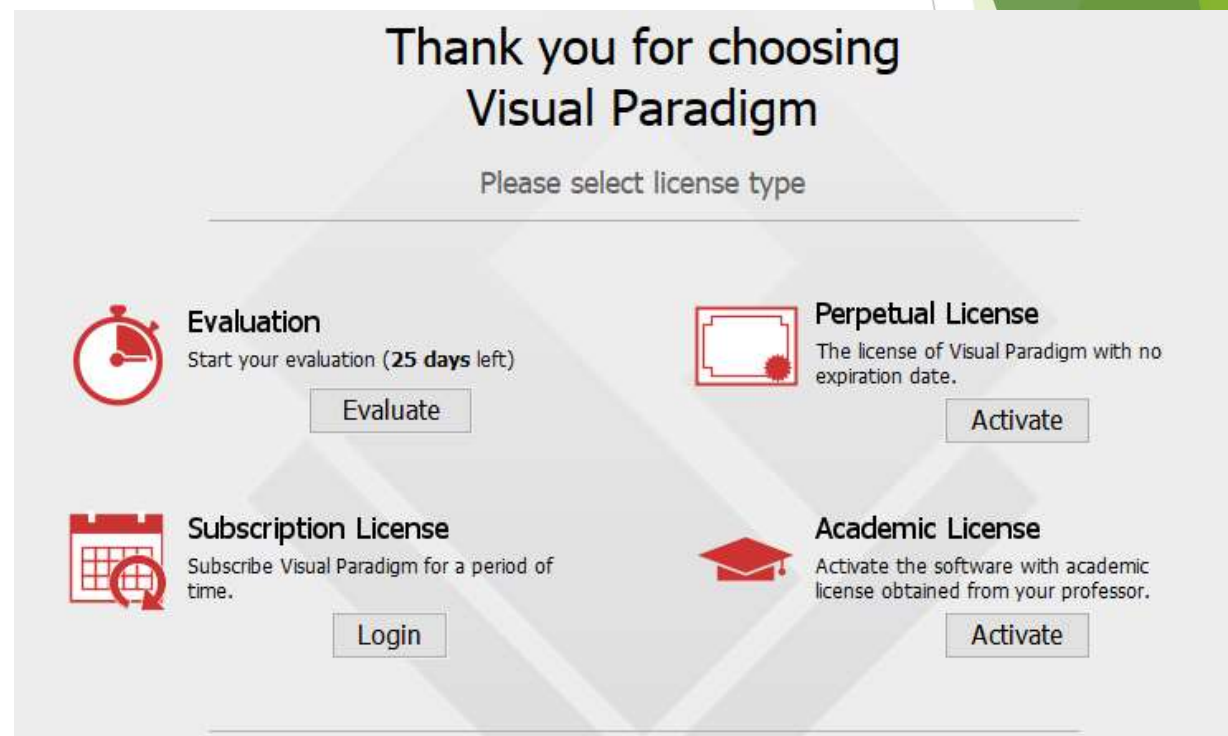 Thank you for choosing
Visual Paradigm
Please select license type
Evaluation
Start your evaluation (25 days left)
Evaluate
Perpetual License
The license of Visual Paradigm with no
expiration date.
Activate
Subscription License
Subscribe Visual Paradigm for a period of
time.
Login
Academic License
Activate the software with academic
license obtained from your professor.
Activate